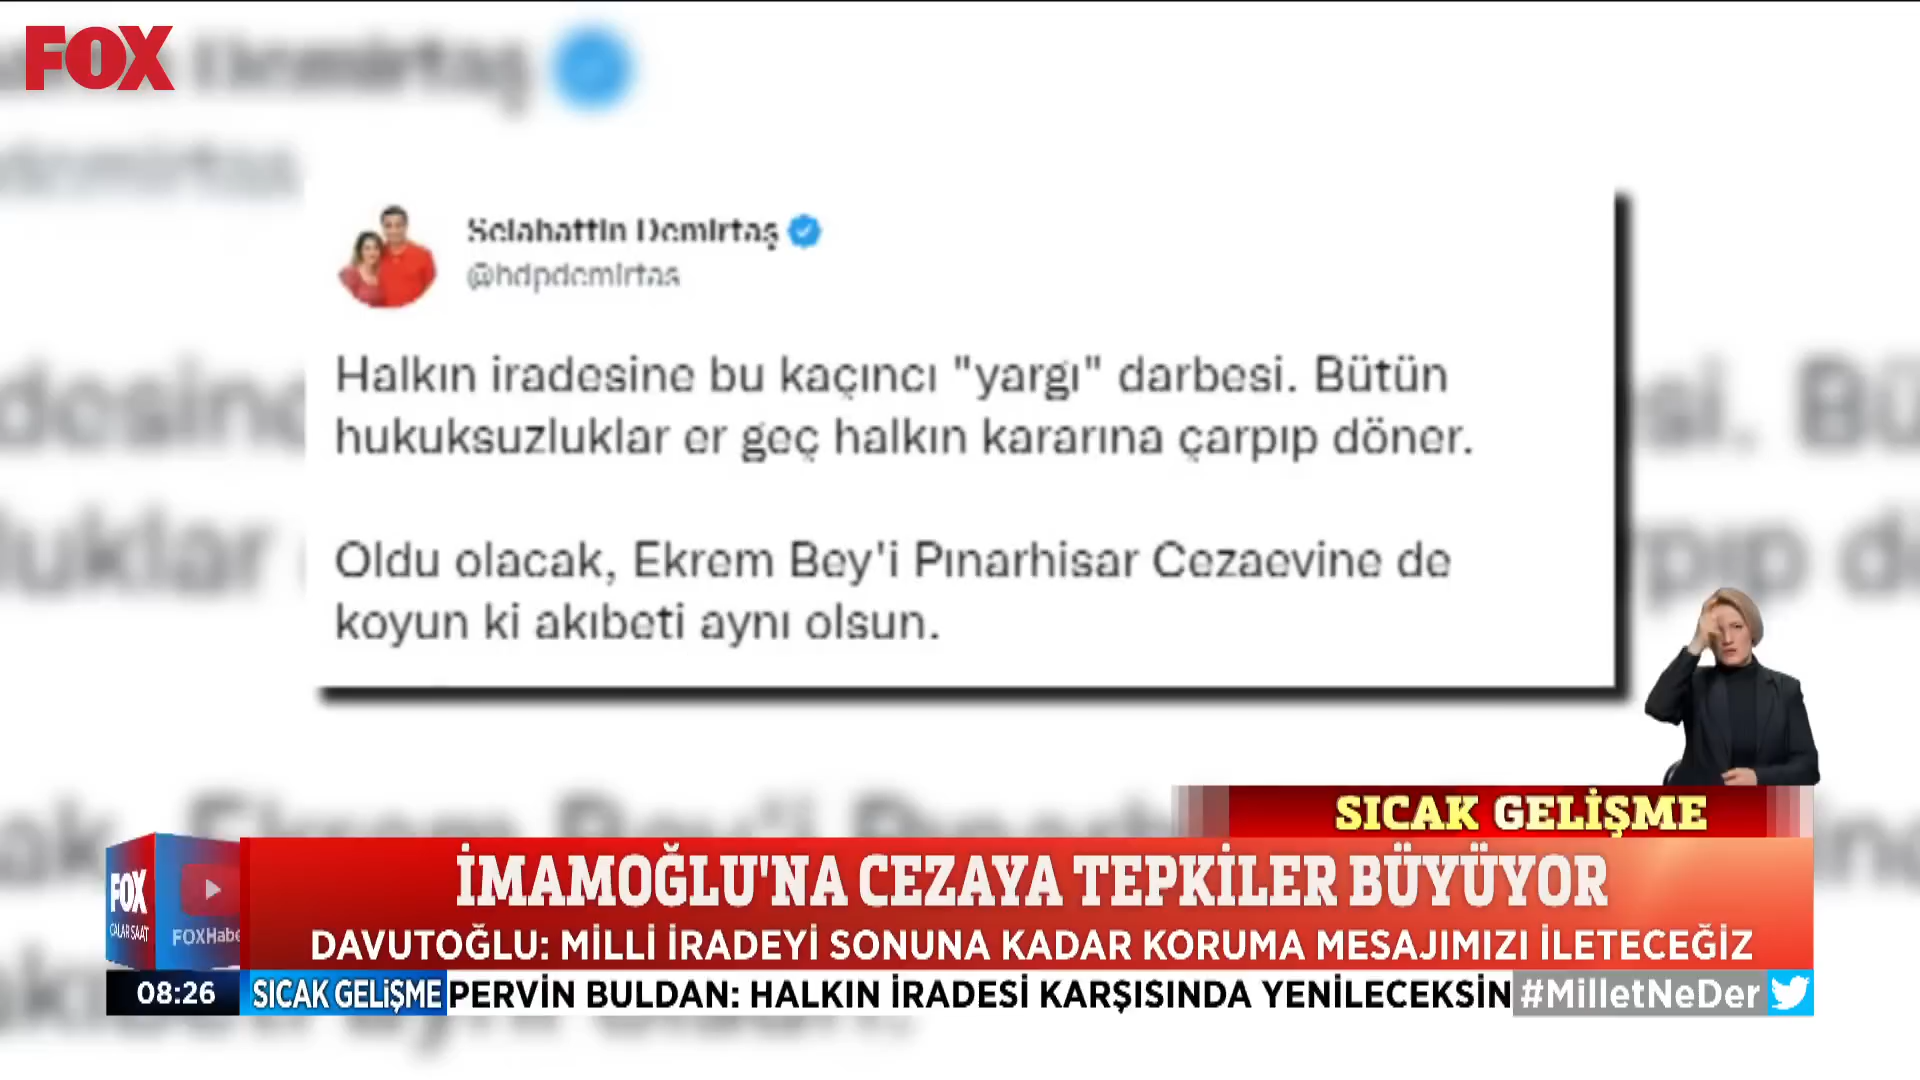 FOX
Selahattin Demirtaş
@hdpdemirtas
Halkın iradesine bu kaçıncı "yargı" darbesi. Bütün
hukuksuzluklar er geç halkın kararına çarpıp döner.
Oldu olacak, Ekrem Bey'i Pınarhisar Cezaevine de
koyun ki akıbeti aynı olsun.
SICAK GELİŞME
İMAMOĞLU'NA CEZAYA TEPKİLER BÜYÜYOR
DAVUTOĞLU: MİLLİ İRADEYİ SONUNA KADAR KORUMA MESAJIMIZI İLETECEĞİZ
FOX
ÇALAR SAAT
FOXHabe
08:26
SICAK GELİŞME
PERVİN BULDAN: HALKIN İRADESİ KARŞISINDA YENİLECEKSİN
#MilletNeDer